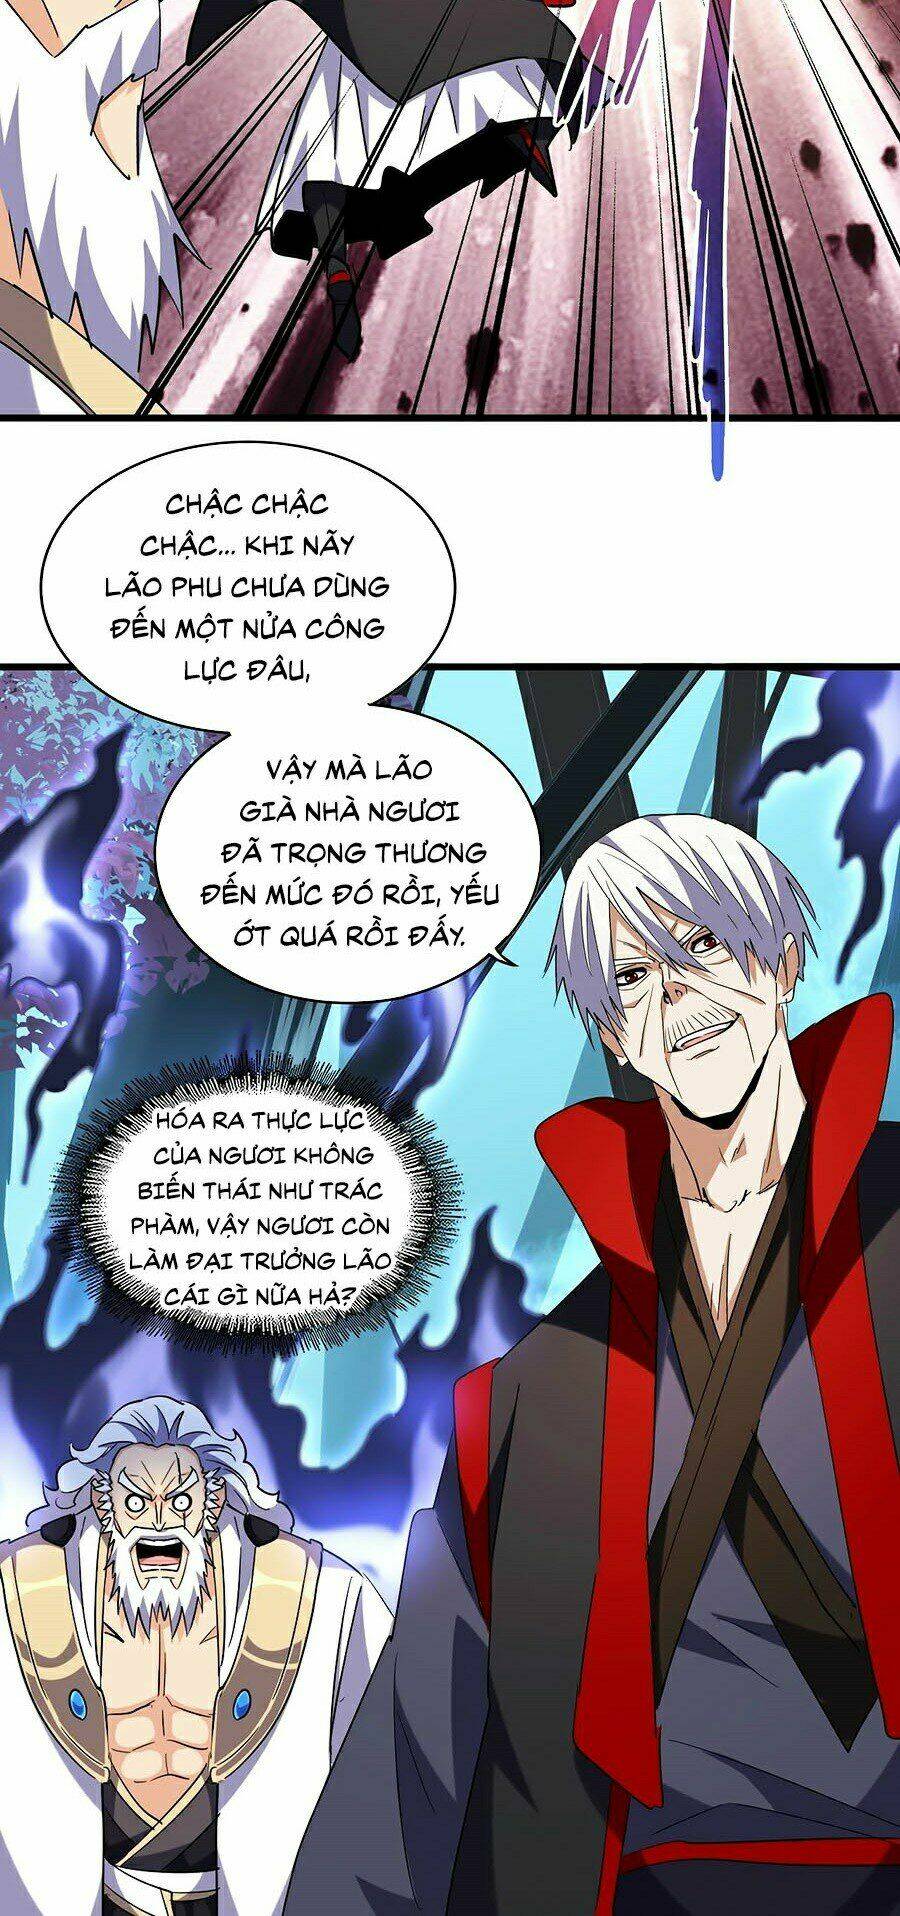 CHẬC CHẬC
CHẬC... KHI NÃY
LÃO PHU CHƯA DÙNG
ĐẾN MỘT NỬA CÔNG
LỰC ĐÂU,
VẬY MÀ LÃO
GIÀ NHÀ NGƯƠI
ĐÃ TRỌNG THƯƠNG
ĐẾN MỨC ĐÓ RỒI, YẾU
ỚT QUÁ RỒI ĐẤY.
HÓA RA THỰC LỰC
CỦA NGƯƠI KHÔNG
BIẾN THÁI NHƯ TRÁC
PHÀM, VẬY NGƯƠI CÒN
LÀM ĐẠI TRƯỞNG LÃO
CÁI GÌ NỮA HẢ?